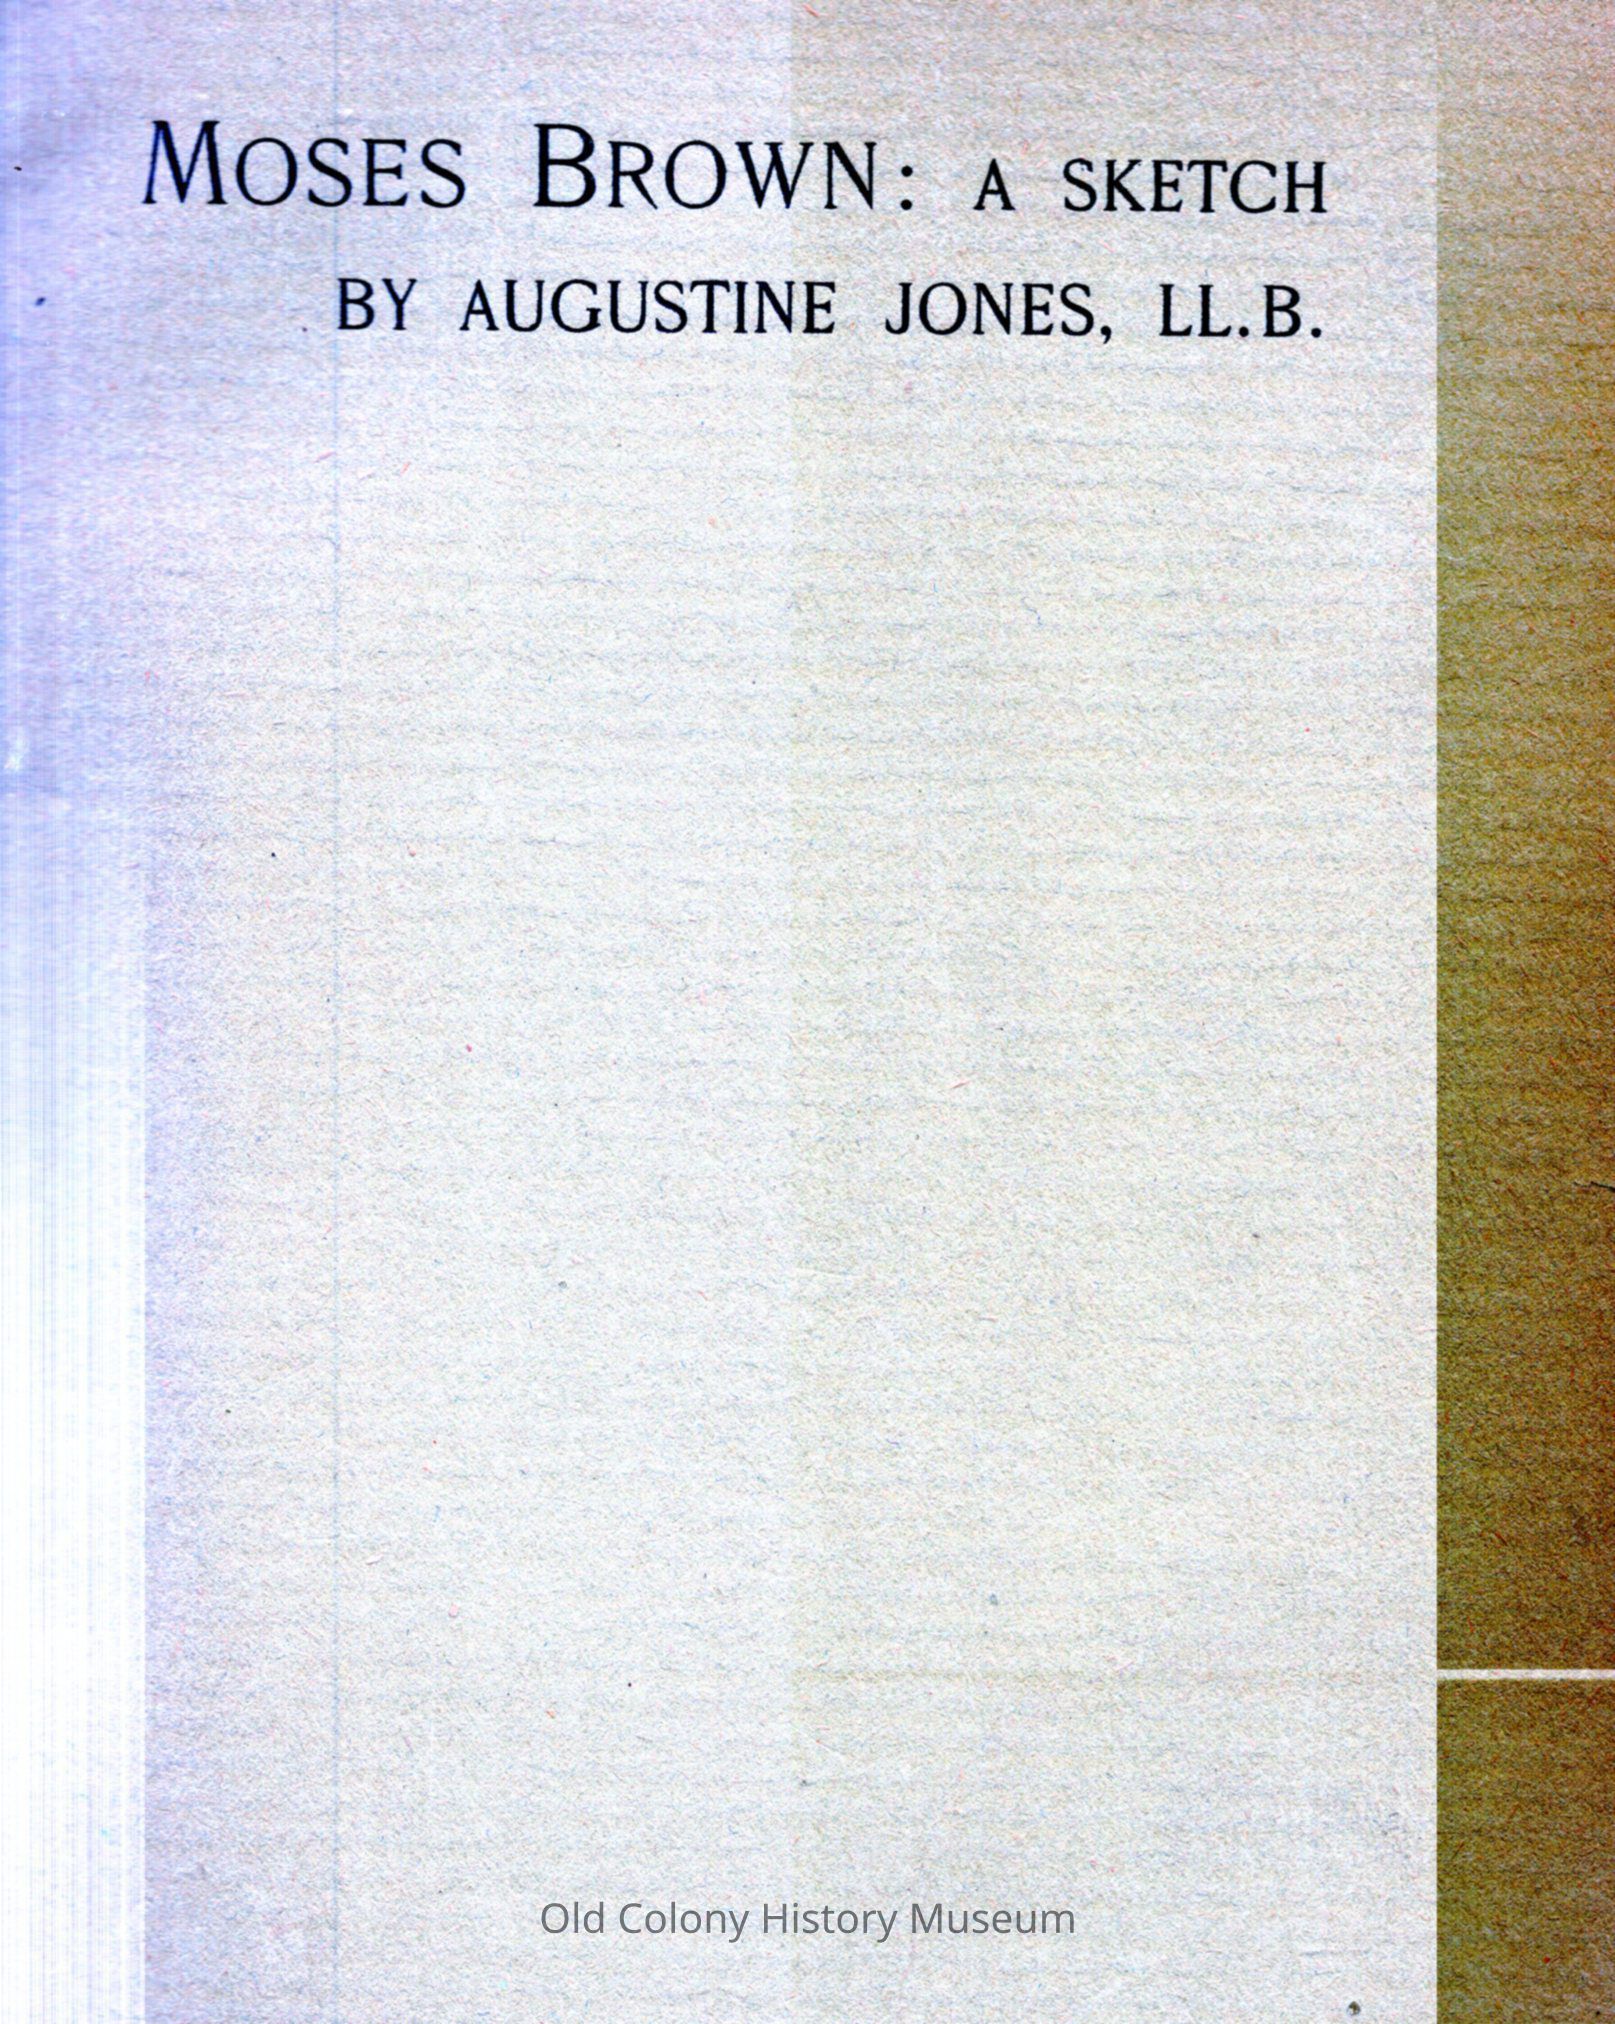 MOSES BROWN: A SKETCH
BY AUGUSTINE JONES, LL.B.
Old Colony History Museum